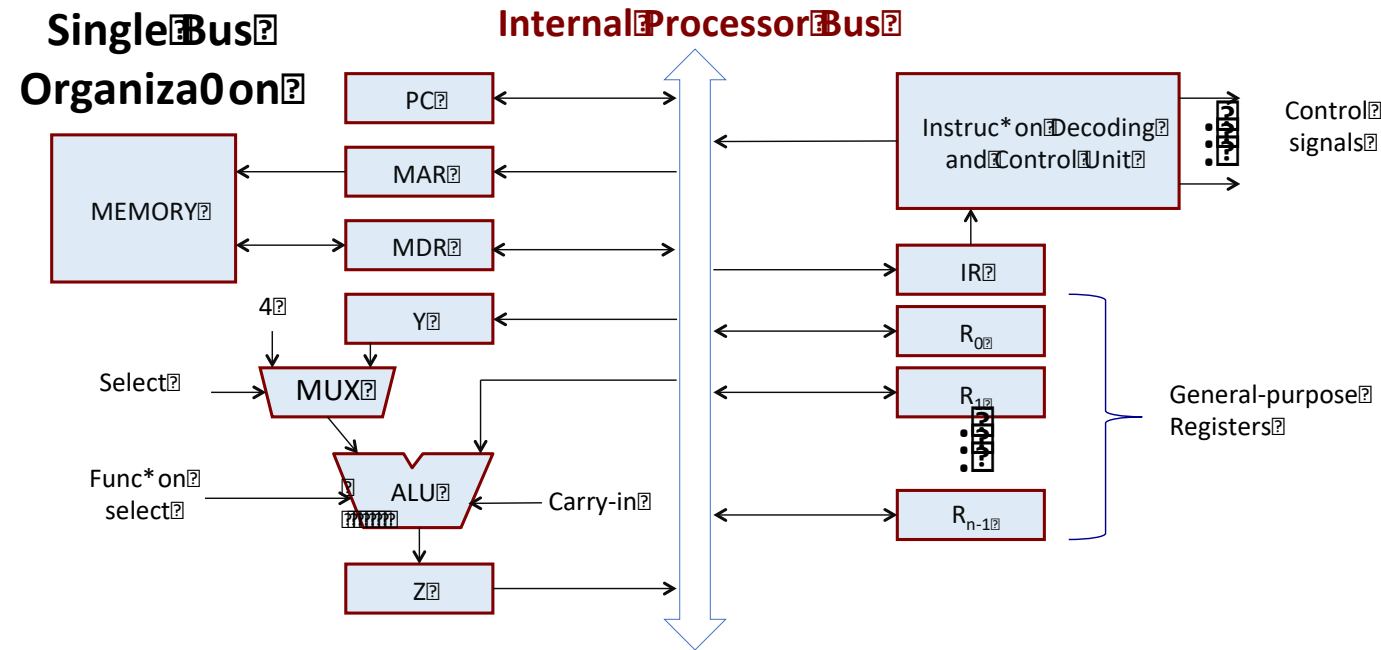 Single Bus
Organiza0on
Internal Processor Bus
PC
MAR
MEMORY
MDR
4
Y
Select
MUX
Func*on
select
ALU
Carry-in
Z
Instruc*on Decoding
and Control Unit
Control
signals
IR
R0
R1
Rn-1
General-purpose
Registers